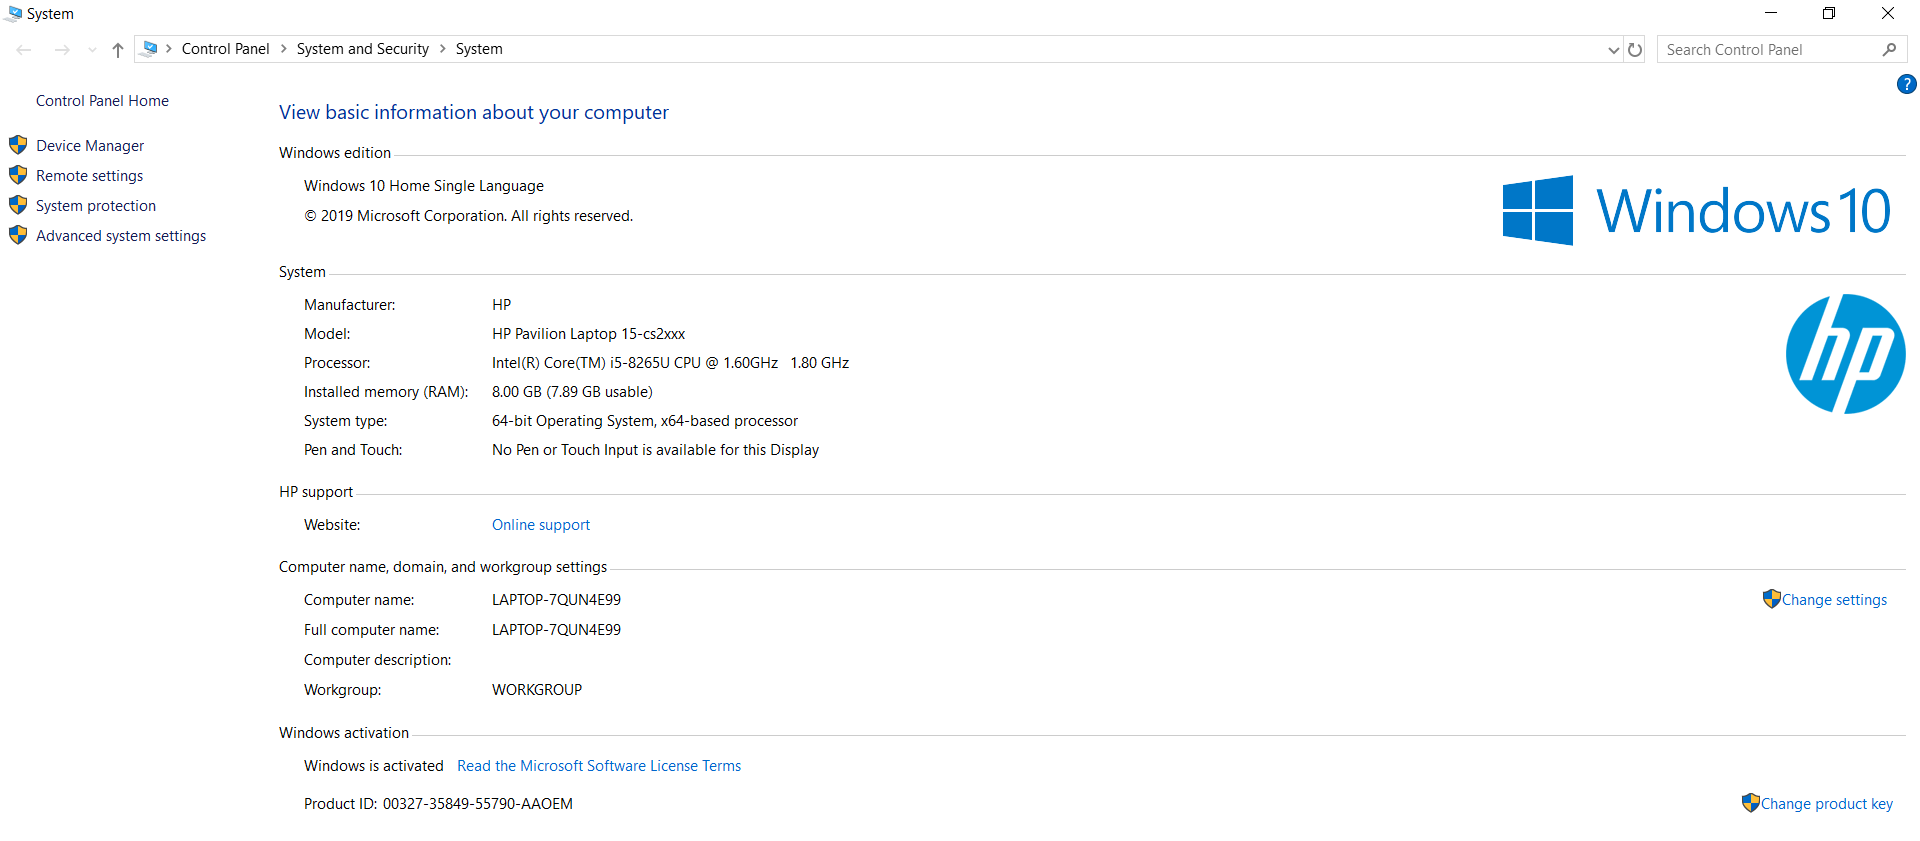 System
Control Panel System and Security System
Search Control Panel
?
Control Panel Home
Device Manager
Remote settings
System protection
Advanced system settings
View basic information about your computer
Windows edition
Windows 10 Home Single Language
© 2019 Microsoft Corporation. All rights reserved.
Windows 10
System
Manufacturer: HP
Model: HP Pavilion Laptop 15-cs2xxx
Processor: Intel(R) Core(TM) i5-8265U CPU @ 1.60GHz 1.80 GHz
Installed memory (RAM): 8.00 GB (7.89 GB usable)
System type: 64-bit Operating System, x64-based processor
Pen and Touch: No Pen or Touch Input is available for this Display
hp
HP support
Website: Online support
Computer name, domain, and workgroup settings
Computer name: LAPTOP-7QUN4E99
Change settings
Full computer name: LAPTOP-7QUN4E99
Computer description:
Workgroup: WORKGROUP
Windows activation
Windows is activated Read the Microsoft Software License Terms
Product ID: 00327-35849-55790-AAOEM
Change product key